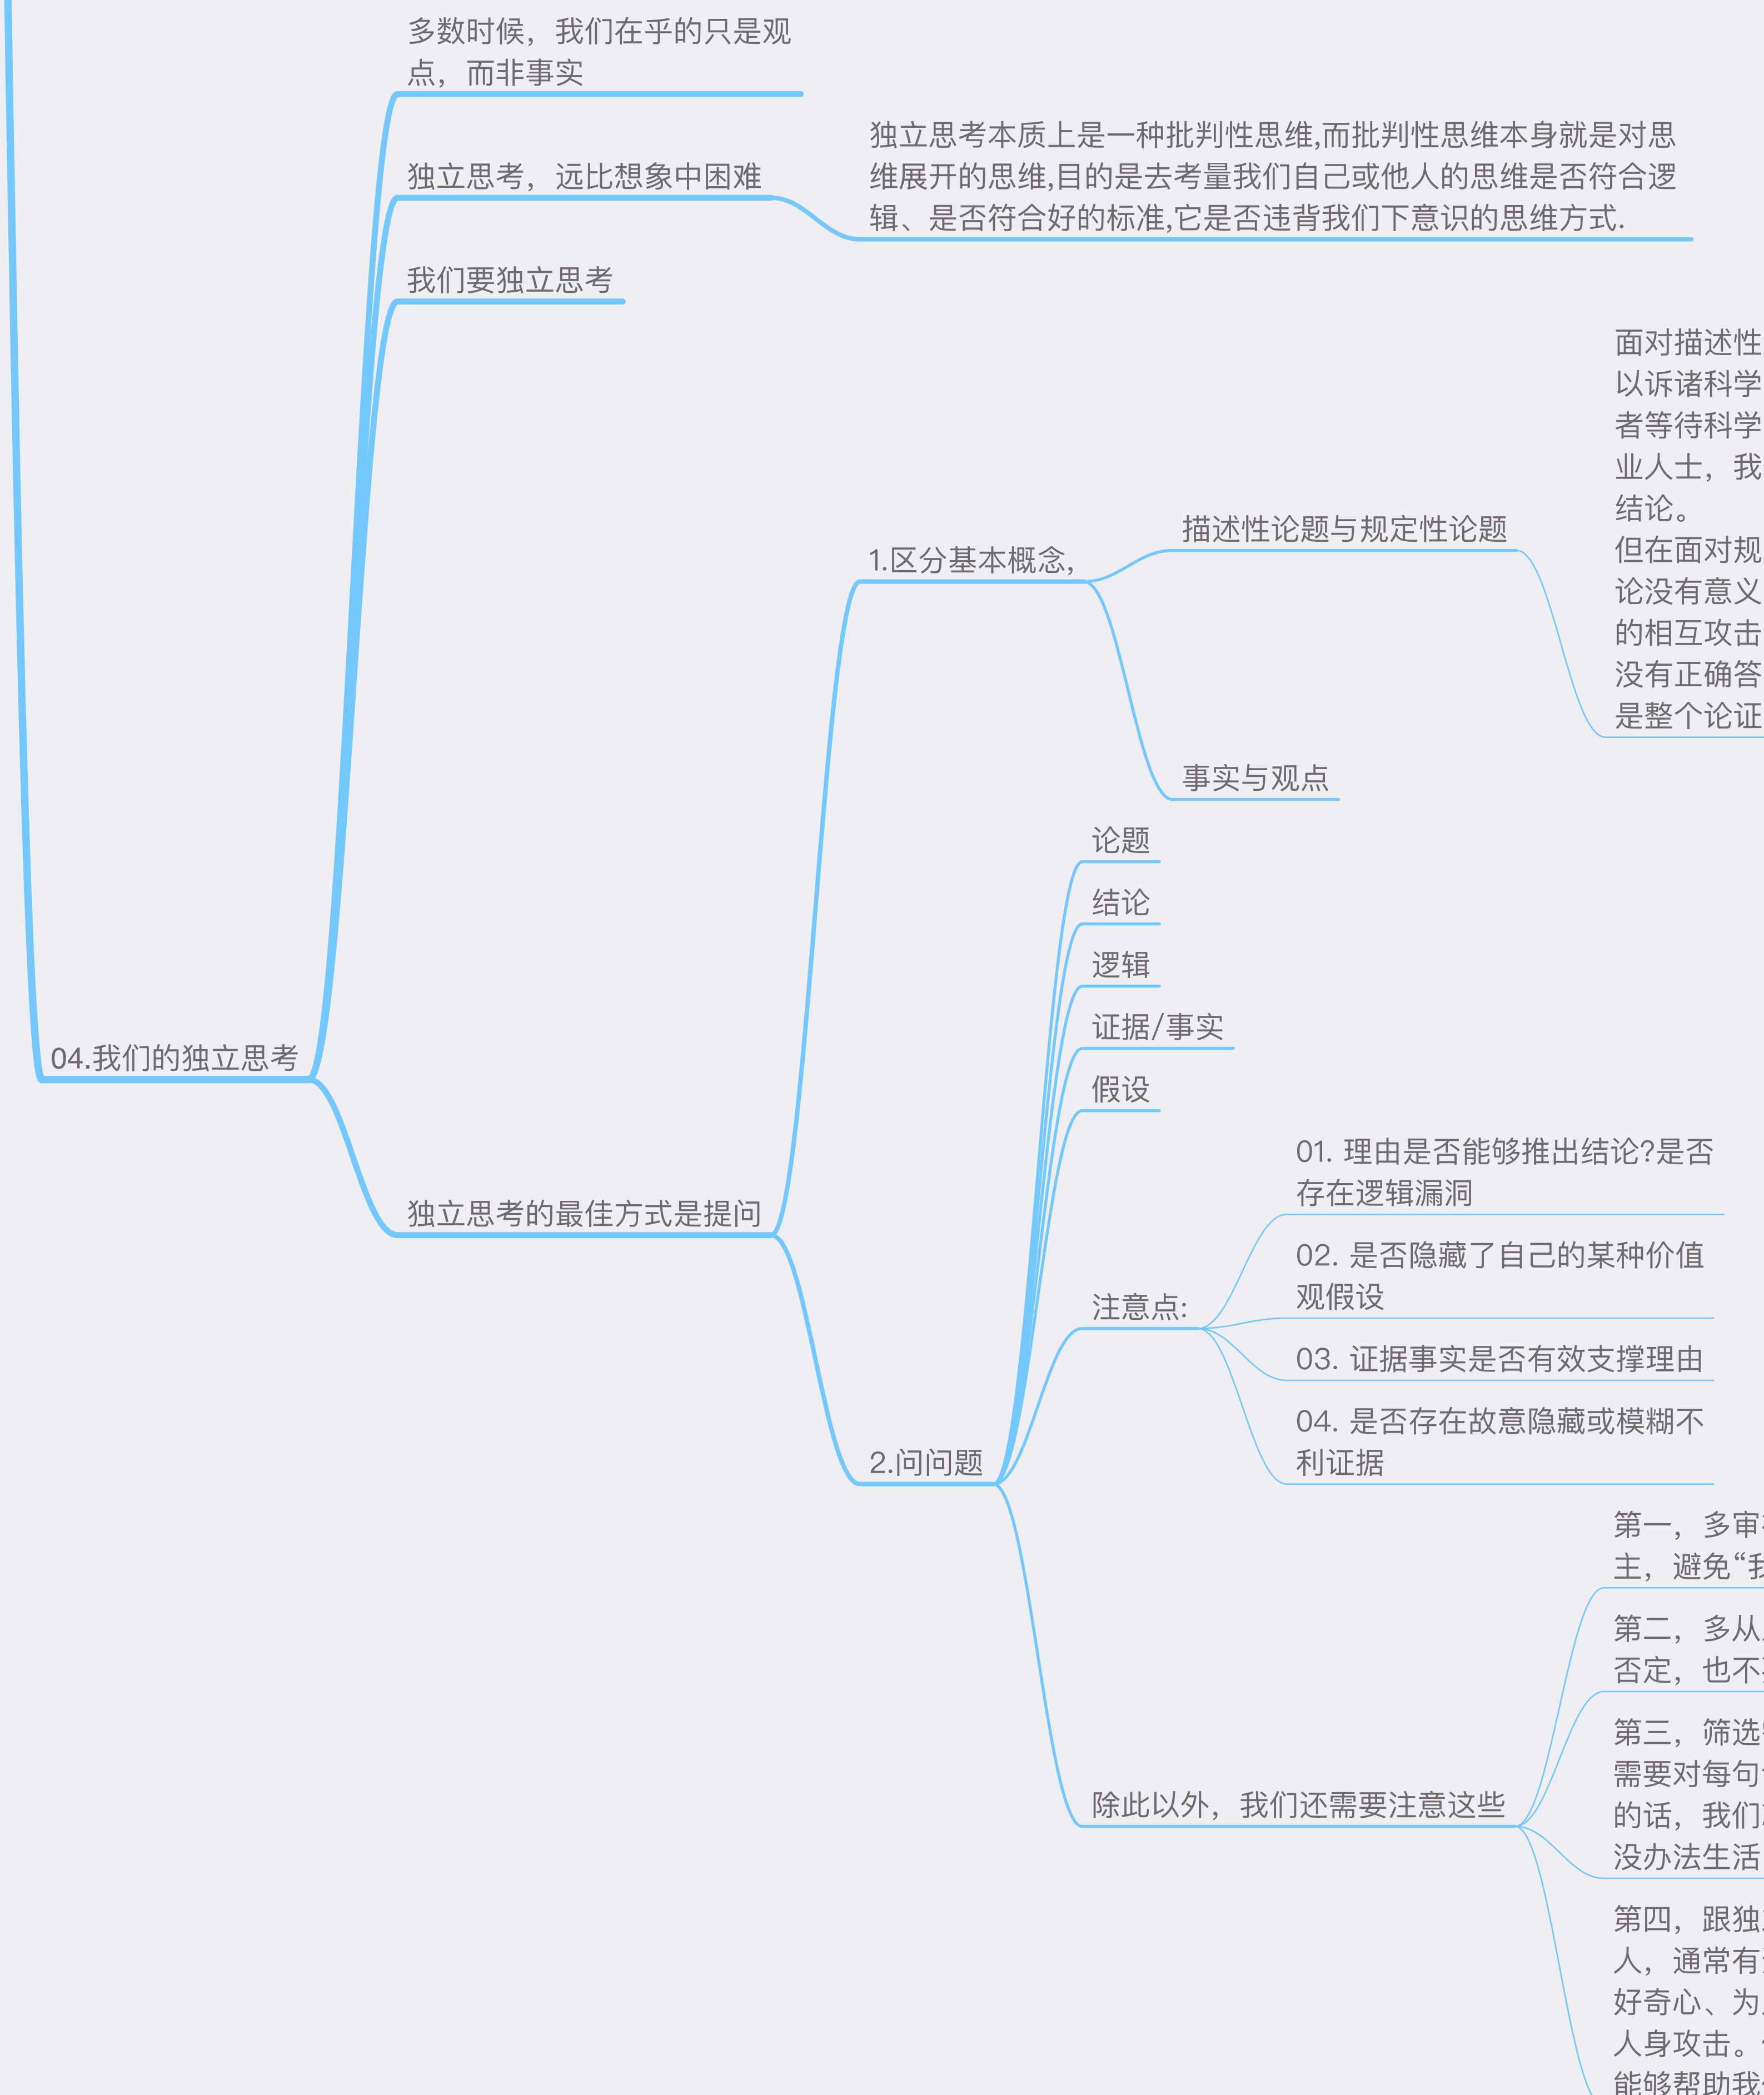 多数时候，我们在乎的只是观
点，而非事实
独立思考，远比想象中困难
独立思考本质上是一种批判性思维,而批判性思维本身就是对思
维展开的思维,目的是去考量我们自己或他人的思维是否符合逻
辑、是否符合好的标准,它是否违背我们下意识的思维方式.
我们要独立思考
04.我们的独立思考
独立思考的最佳方式是提问
1.区分基本概念,
描述性论题与规定性论题
面对描述性
以诉诸科学
者等待科学
业人士，我
结论。
但在面对规
论没有意义
的相互攻击
没有正确答
是整个论证
事实与观点
2.问问题
论题
结论
逻辑
证据/事实
假设
注意点:
01. 理由是否能够推出结论?是否
存在逻辑漏洞
02. 是否隐藏了自己的某种价值
观假设
03. 证据事实是否有效支撑理由
04. 是否存在故意隐藏或模糊不
利证据
除此以外，我们还需要注意这些
第一，多审
主，避免“我
第二，多从
否定，也不
第三，筛选
需要对每句
的话，我们
没办法生活
第四，跟独
人，通常有
好奇心、为
人身攻击。
能够帮助我